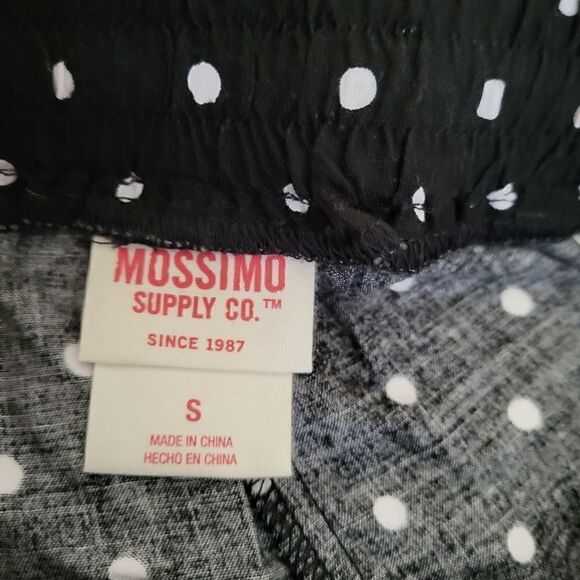 MOSSIMO
SUPPLY CO.™
SINCE 1987
S
MADE IN CHINA
HECHO EN CHINA